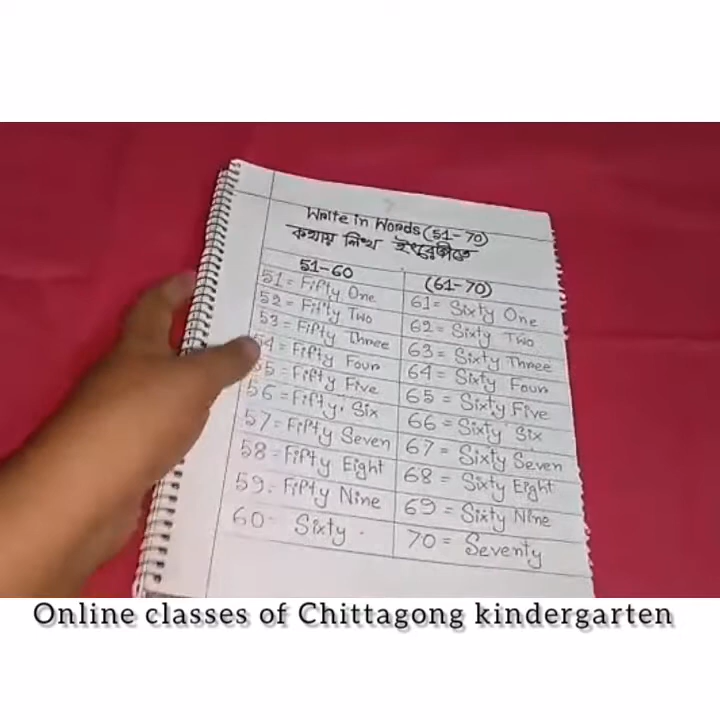 Write in Words (51-70)
কথায় লিখ ইংরেজীতে
51-60
51 = Fifty One
52 = Fifty Two
53 = Fifty Three
54 = Fifty Four
55 = Fifty Five
56 = Fifty Six
57 = Fifty Seven
58 = Fifty Eight
59 = Fifty Nine
60 = Sixty
(61-70)
61 = Sixty One
62 = Sixty Two
63 = Sixty Three
64 = Sixty Four
65 = Sixty Five
66 = Sixty Six
67 = Sixty Seven
68 = Sixty Eight
69 = Sixty Nine
70 = Seventy
Online classes of Chittagong kindergarten